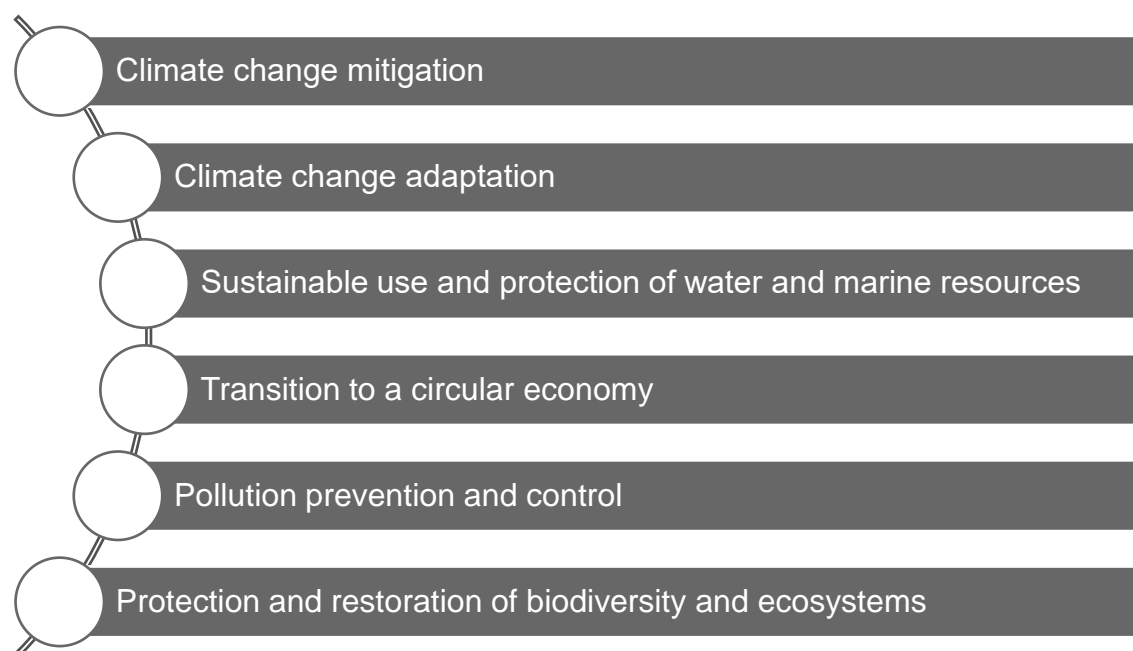 Climate change mitigation
Climate change adaptation
Sustainable use and protection of water and marine resources
Transition to a circular economy
Pollution prevention and control
Protection and restoration of biodiversity and ecosystems